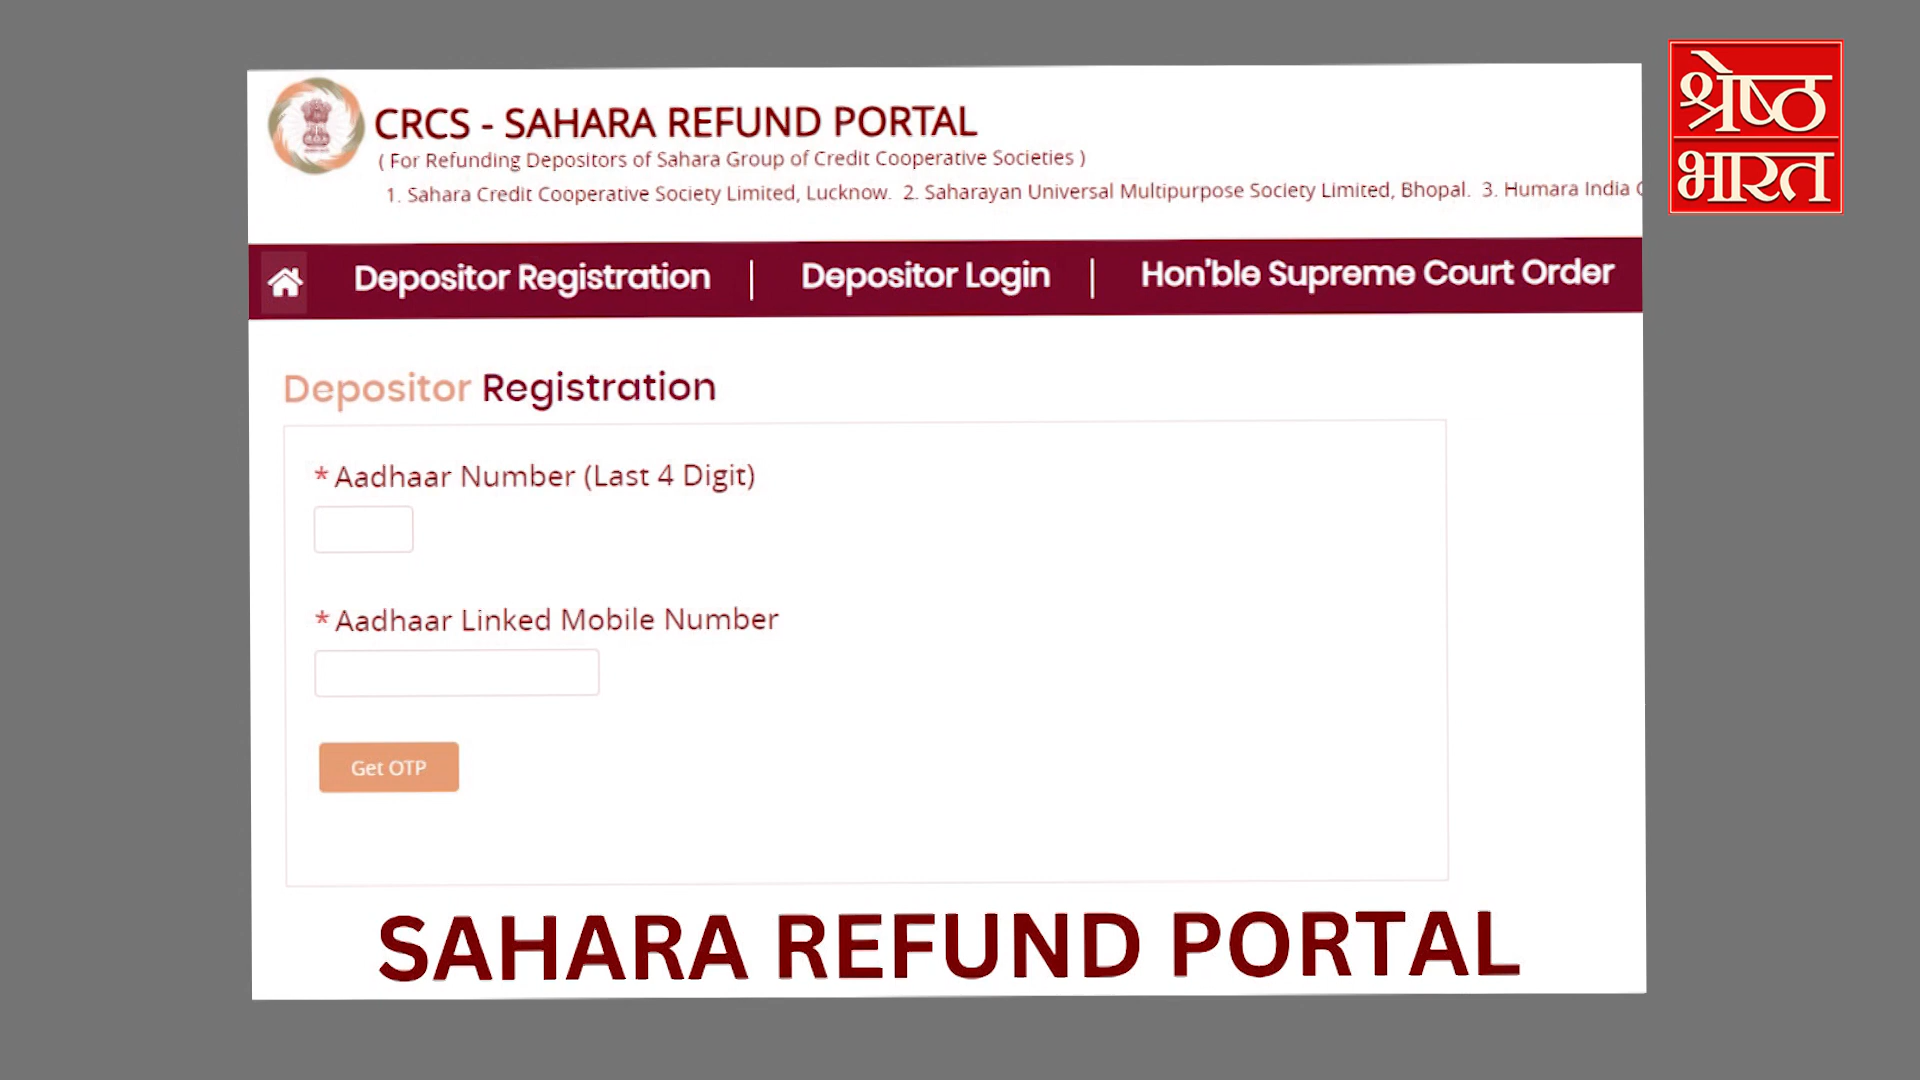 CRCS - SAHARA REFUND PORTAL
( For Refunding Depositors of Sahara Group of Credit Cooperative Societies )
1. Sahara Credit Cooperative Society Limited, Lucknow. 2. Saharayan Universal Multipurpose Society Limited, Bhopal. 3. Humara India
श्रेष्ठ
भारत
Depositor Registration | Depositor Login | Hon'ble Supreme Court Order
Depositor Registration
* Aadhaar Number (Last 4 Digit)
* Aadhaar Linked Mobile Number
Get OTP
SAHARA REFUND PORTAL